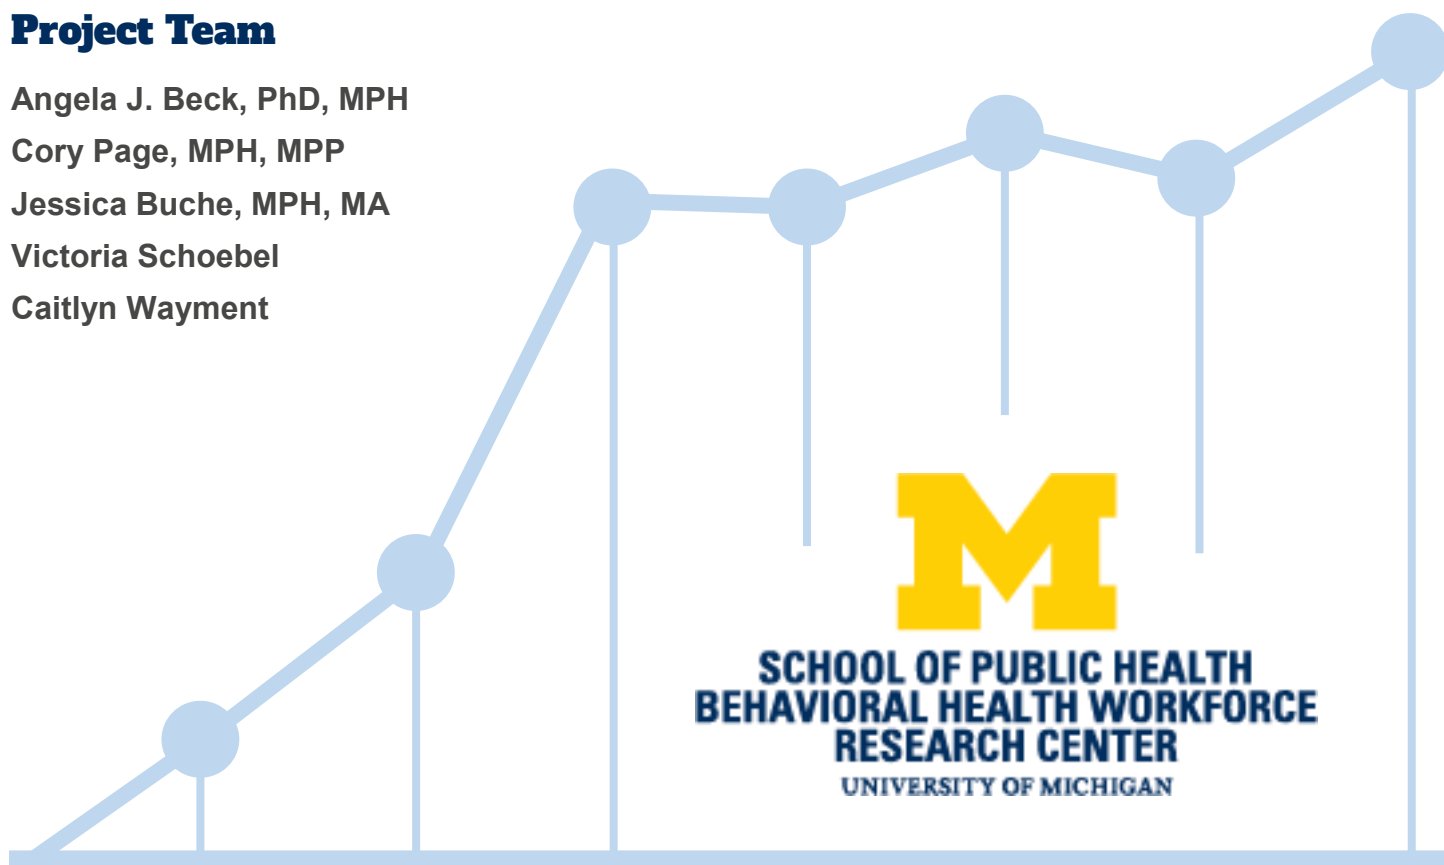 Project Team
Angela J. Beck, PhD, MPH
Cory Page, MPH, MPP
Jessica Buche, MPH, MA
Victoria Schoebel
Caitlyn Wayment
M
SCHOOL OF PUBLIC HEALTH
BEHAVIORAL HEALTH WORKFORCE
RESEARCH CENTER
UNIVERSITY OF MICHIGAN